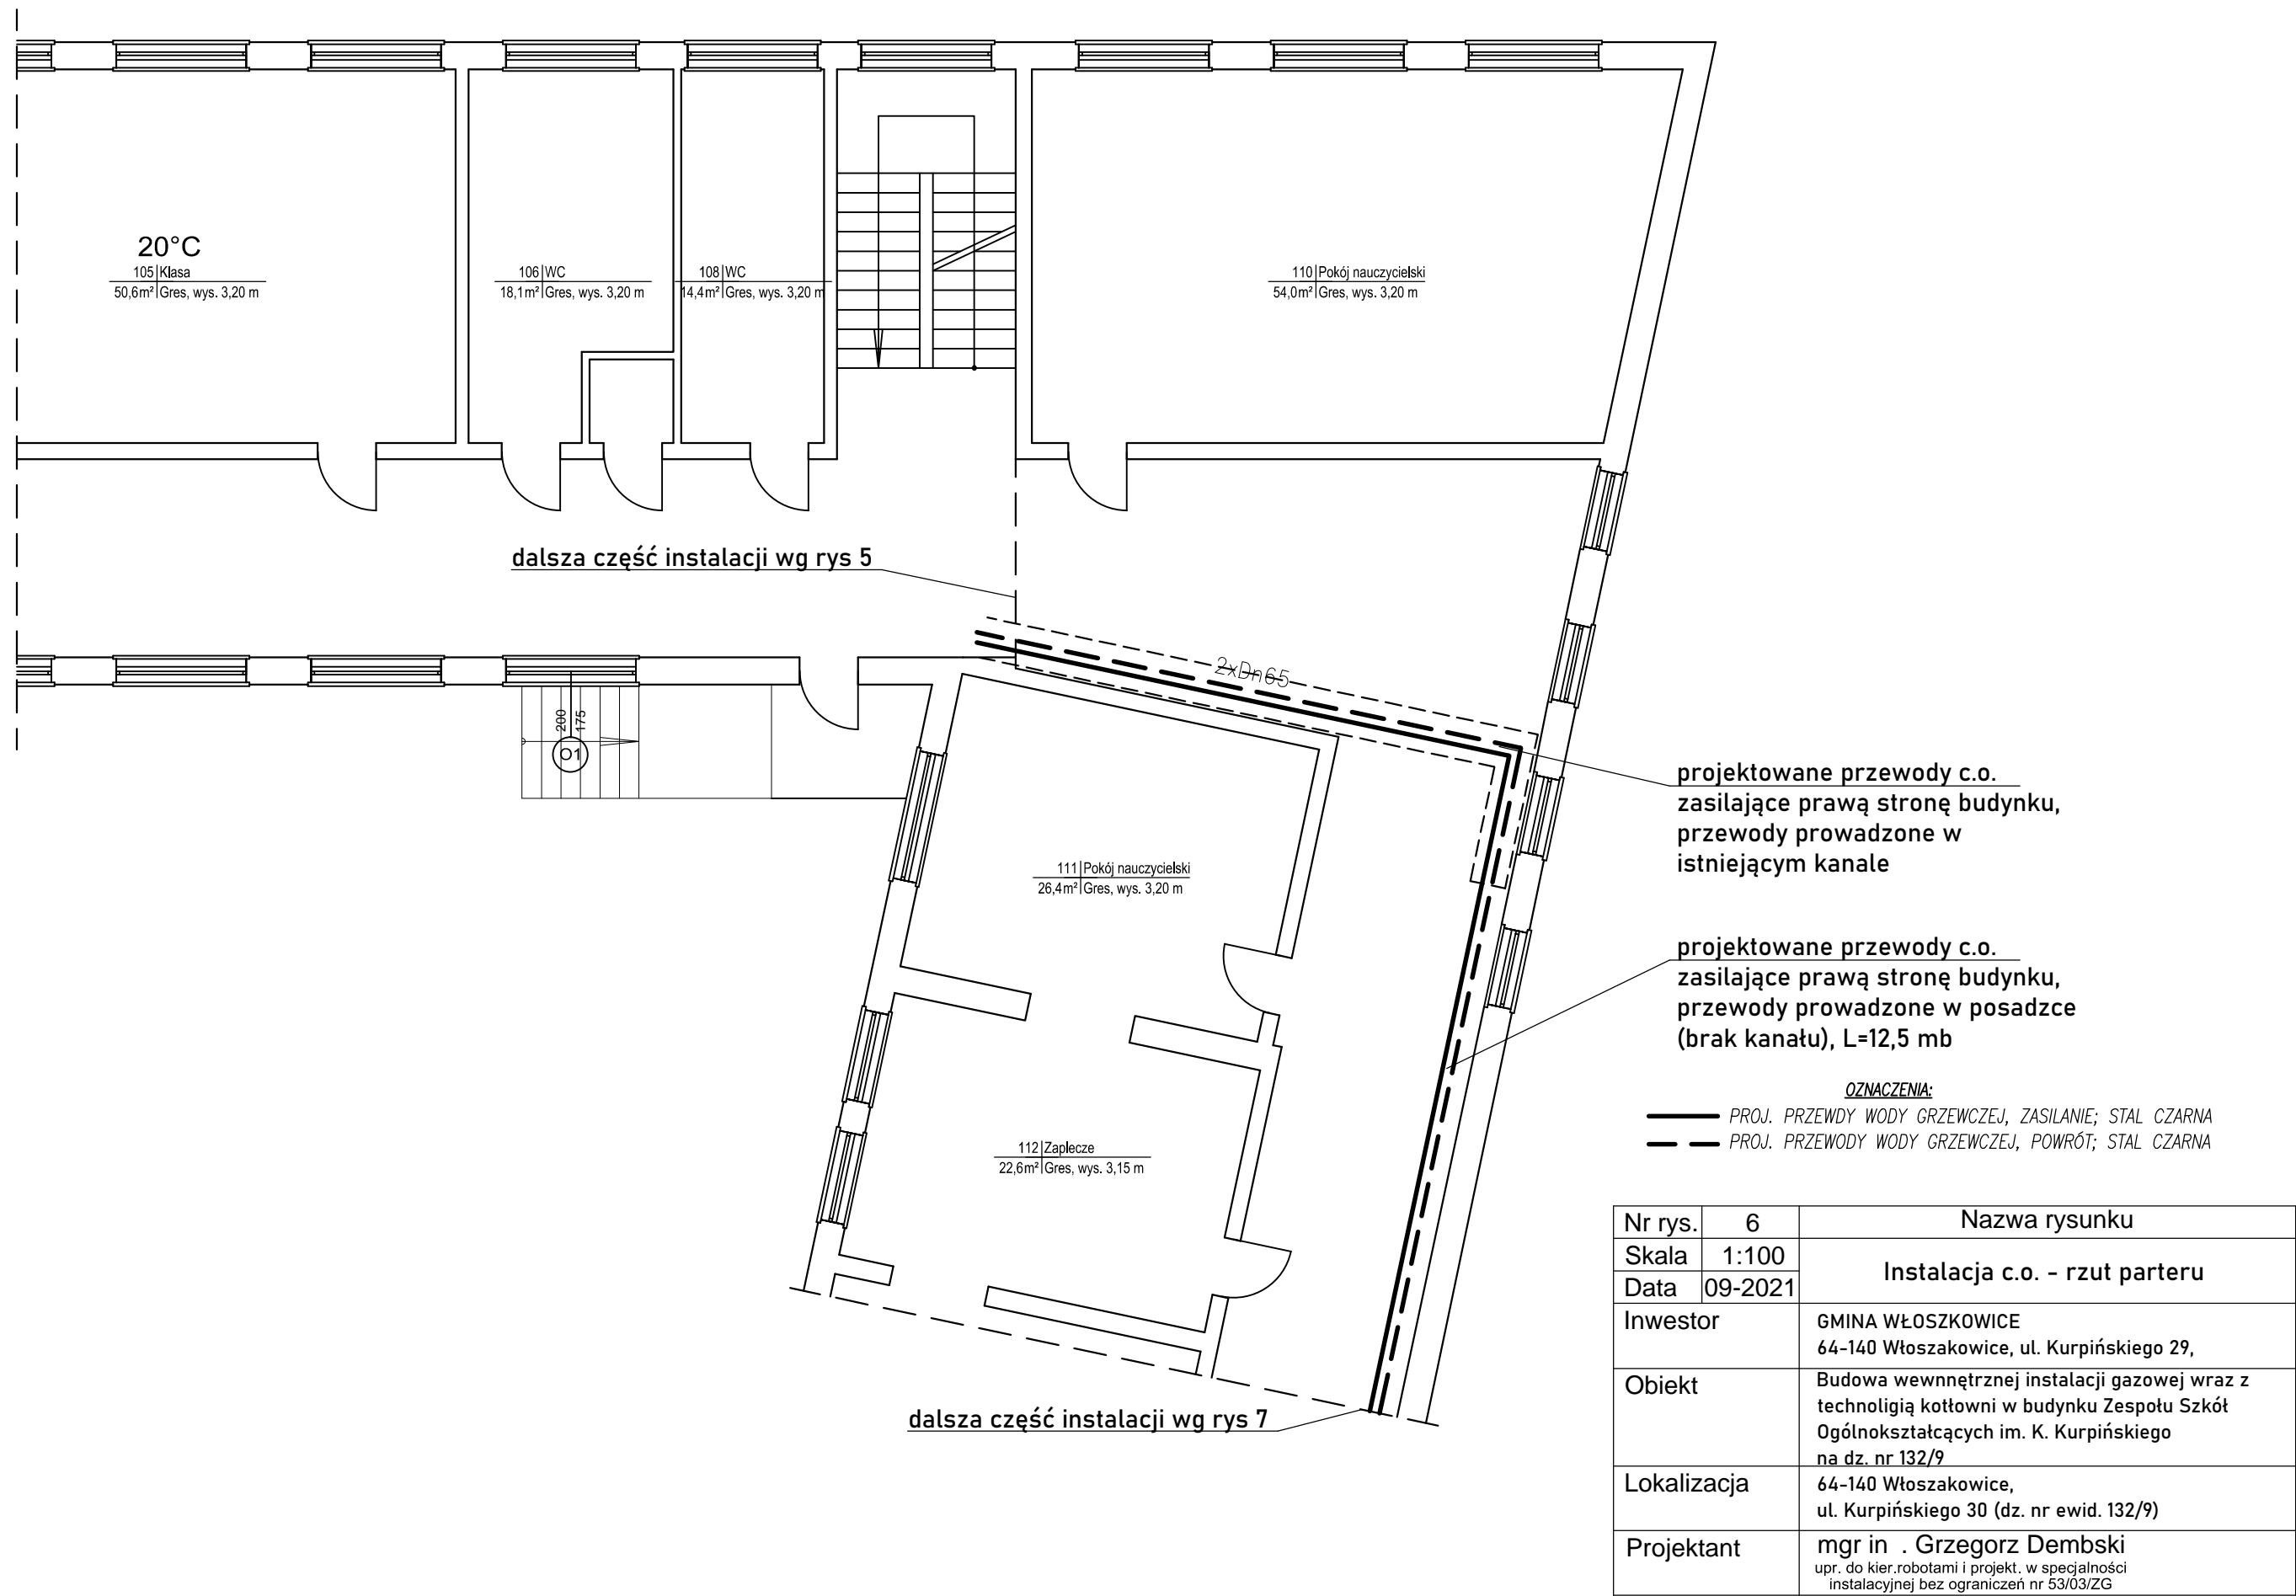 20°C
105 Klasa
50,6m² Gres, wys. 3,20 m
106 WC
18,1m² Gres, wys. 3,20 m
108 WC
14,4m² Gres, wys. 3,20 m
110 Pokój nauczycielski
54,0m² Gres, wys. 3,20 m
dalsza część instalacji wg rys 5
2xDn65
200
175
O1
projektowane przewody c.o.
zasilające prawą stronę budynku,
przewody prowadzone w
istniejącym kanale
111 Pokój nauczycielski
26,4m² Gres, wys. 3,20 m
projektowane przewody c.o.
zasilające prawą stronę budynku,
przewody prowadzone w posadzce
(brak kanału), L=12,5 mb
OZNACZENIA:
PROJ. PRZEWDY WODY GRZEWCZEJ, ZASILANIE; STAL CZARNA
PROJ. PRZEWODY WODY GRZEWCZEJ, POWRÓT; STAL CZARNA
112 Zaplecze
22,6m² Gres, wys. 3,15 m
dalsza część instalacji wg rys 7
Nr rys. 6 Nazwa rysunku
Skala 1:100
Instalacja c.o. - rzut parteru
Data 09-2021
Inwestor GMINA WŁOSZKOWICE
64-140 Włoszakowice, ul. Kurpińskiego 29,
Obiekt Budowa wewnnętrznej instalacji gazowej wraz z
technoligią kotłowni w budynku Zespołu Szkół
Ogólnokształcących im. K. Kurpińskiego
na dz. nr 132/9
Lokalizacja 64-140 Włoszakowice,
ul. Kurpińskiego 30 (dz. nr ewid. 132/9)
Projektant mgr in . Grzegorz Dembski
upr. do kier.robotami i projekt. w specjalności
instalacyjnej bez ograniczeń nr 53/03/ZG